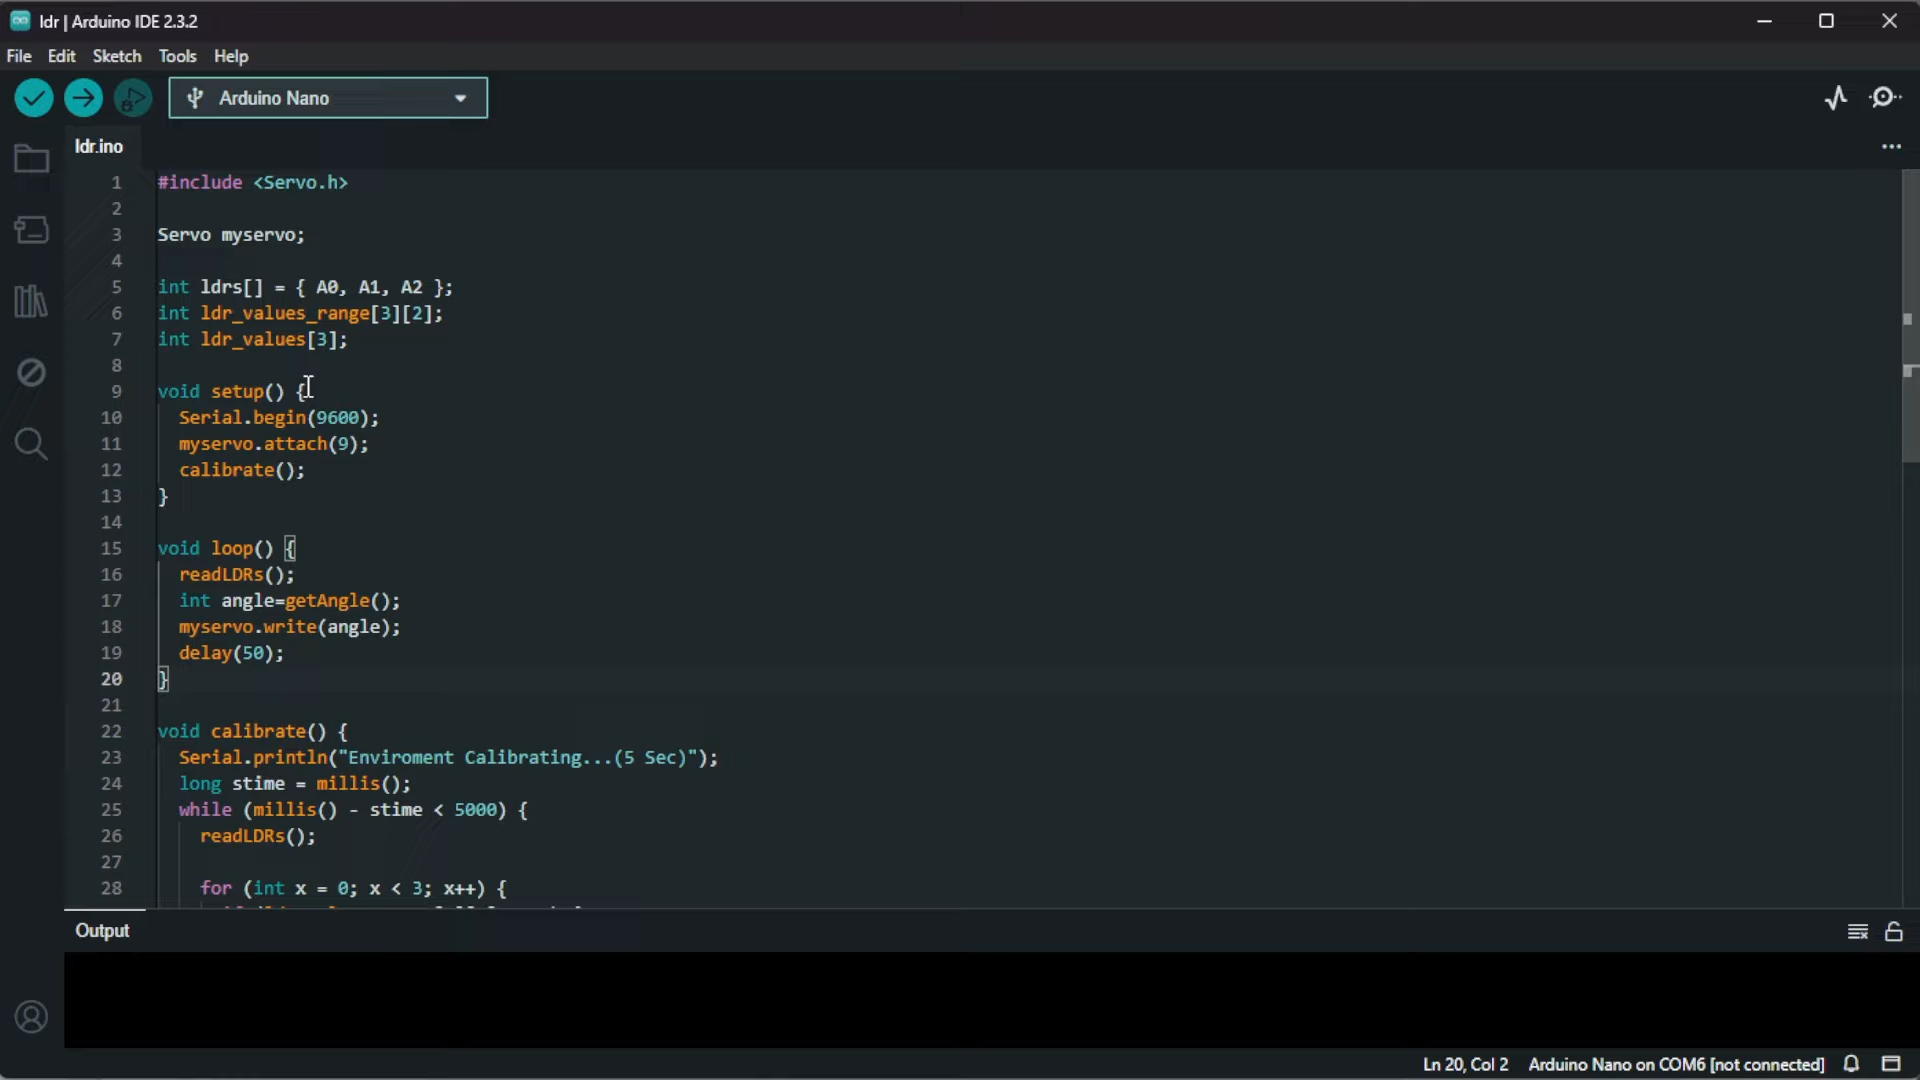 ldr | Arduino IDE 2.3.2
File Edit Sketch Tools Help
Arduino Nano
ldr.ino
1 #include <Servo.h>
2
3 Servo myservo;
4
5 int ldrs[] = { A0, A1, A2 };
6 int ldr_values_range[3][2];
7 int ldr_values[3];
8
9 void setup() {
10 Serial.begin(9600);
11 myservo.attach(9);
12 calibrate();
13 }
14
15 void loop() {
16 readLDRs();
17 int angle=getAngle();
18 myservo.write(angle);
19 delay(50);
20 }
21
22 void calibrate() {
23 Serial.println("Enviroment Calibrating...(5 Sec)");
24 long stime = millis();
25 while (millis() - stime < 5000) {
26 readLDRs();
27
28 for (int x = 0; x < 3; x++) {
Output
Ln 20, Col 2 Arduino Nano on COM6 [not connected]